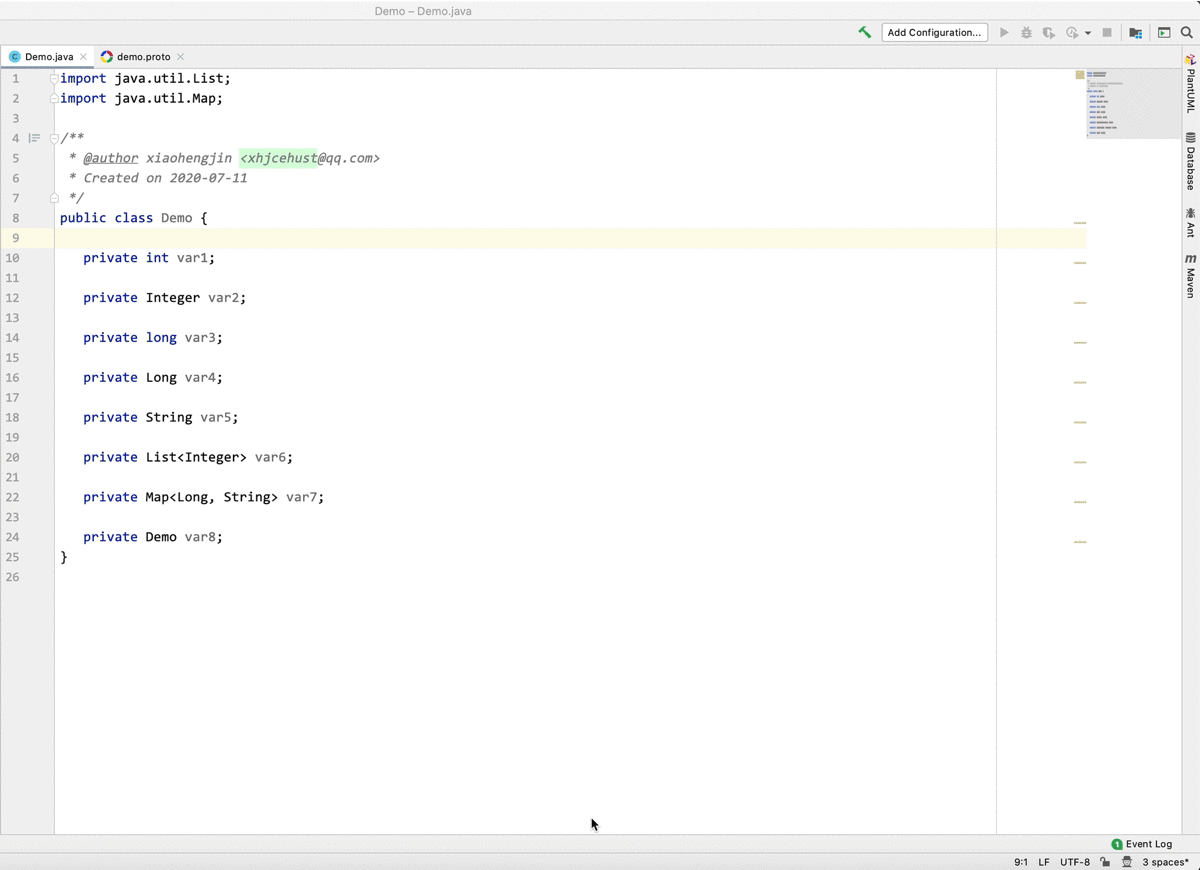 Demo – Demo.java
Add Configuration...
Demo.java
demo.proto
1 import java.util.List;
2 import java.util.Map;
3
4 /**
5 * @author xiaohengjin <xhjcehust@qq.com>
6 * Created on 2020-07-11
7 */
8 public class Demo {
9
10 private int var1;
11
12 private Integer var2;
13
14 private long var3;
15
16 private Long var4;
17
18 private String var5;
19
20 private List<Integer> var6;
21
22 private Map<Long, String> var7;
23
24 private Demo var8;
25 }
26
PlantUML
Database
Ant
m Maven
1 Event Log
9:1 LF UTF-8 3 spaces*